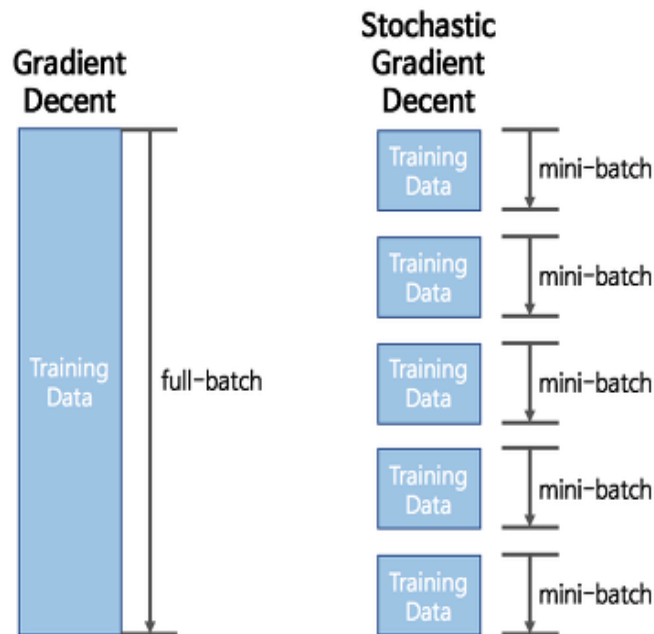 Gradient
Decent
Training
Data
full-batch
Stochastic
Gradient
Decent
Training
Data
mini-batch
Training
Data
mini-batch
Training
Data
mini-batch
Training
Data
mini-batch
Training
Data
mini-batch